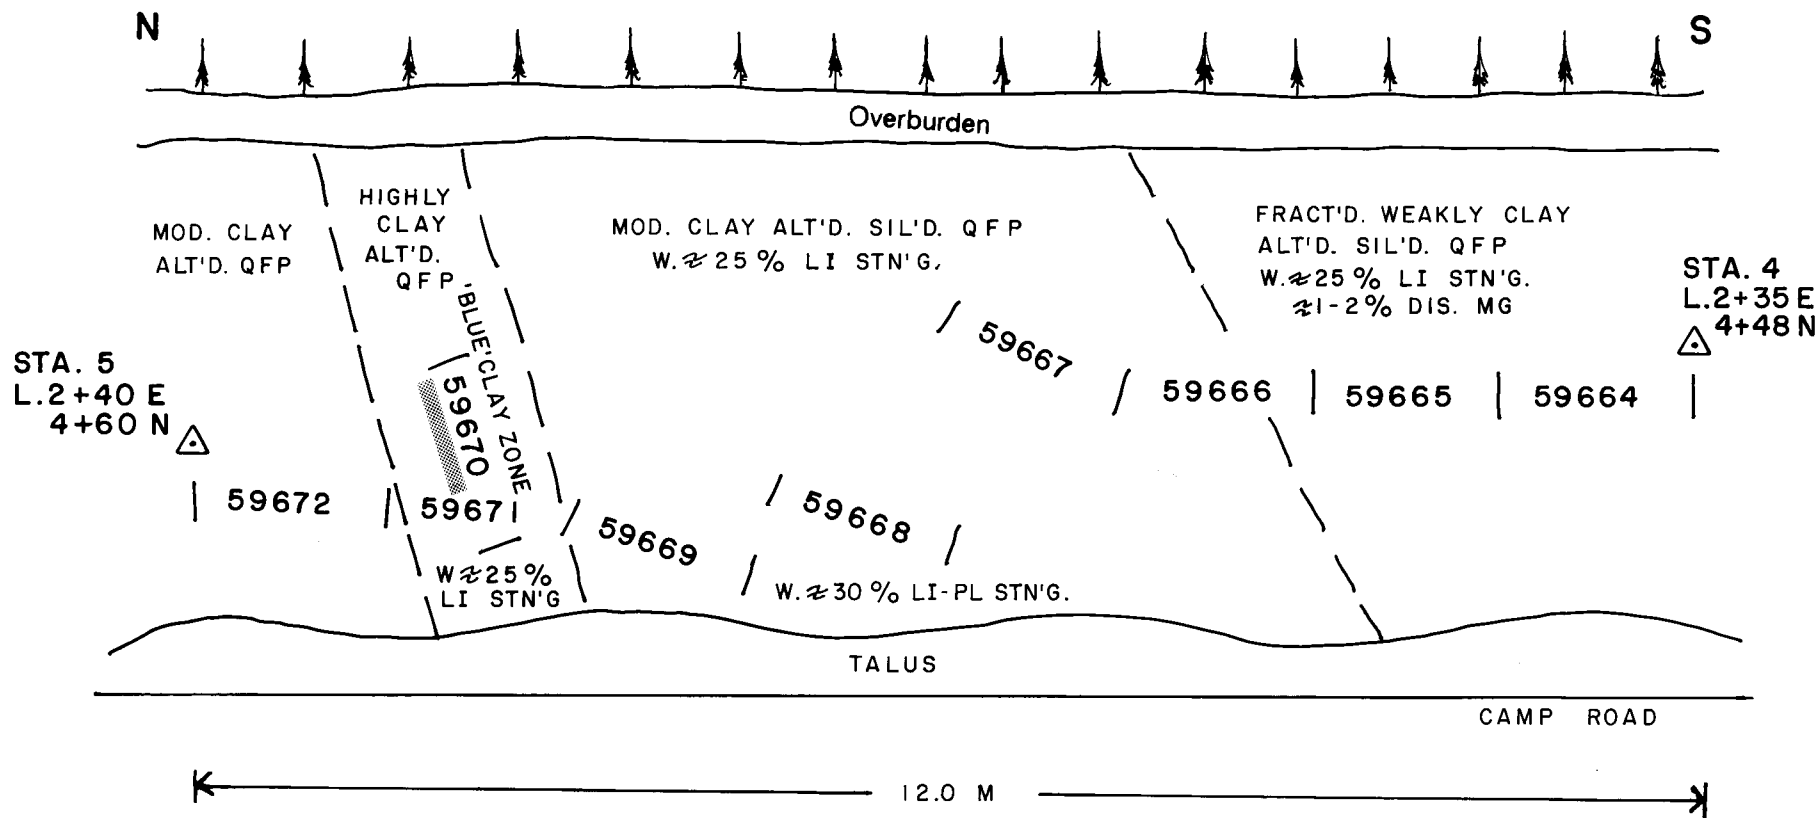 N
S
Overburden
MOD. CLAY
ALT'D. QFP
HIGHLY
CLAY
ALT'D.
QFP
'BLUE' CLAY ZONE
MOD. CLAY ALT'D. SIL'D. QFP
W. ≈ 25 % LI STN'G.
FRACT'D. WEAKLY CLAY
ALT'D. SIL'D. QFP
W. ≈ 25 % LI STN'G.
≈ 1-2 % DIS. MG
STA. 4
L.2+35 E
4+48 N
STA. 5
L.2+40 E
4+60 N
59667
59666
59665
59664
59670
59672
59671
59669
59668
W ≈ 25 %
LI STN'G
W. ≈ 30 % LI-PL STN'G.
TALUS
CAMP ROAD
12.0 M